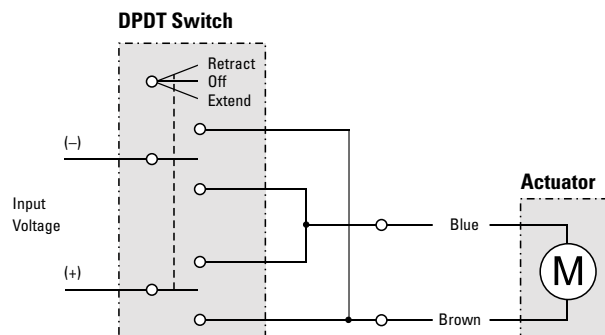 DPDT Switch
Retract
Off
Extend
(–)
Input
Voltage
(+)
Blue
Brown
Actuator
M